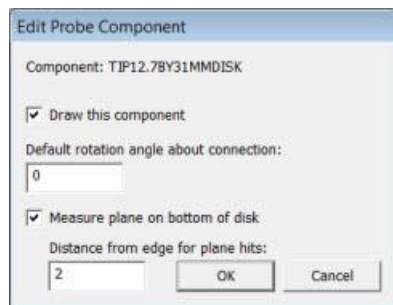 Edit Probe Component
Component: TIP12.78Y31MMDISK
Draw this component
Default rotation angle about connection:
0
Measure plane on bottom of disk
Distance from edge for plane hits:
2 OK Cancel